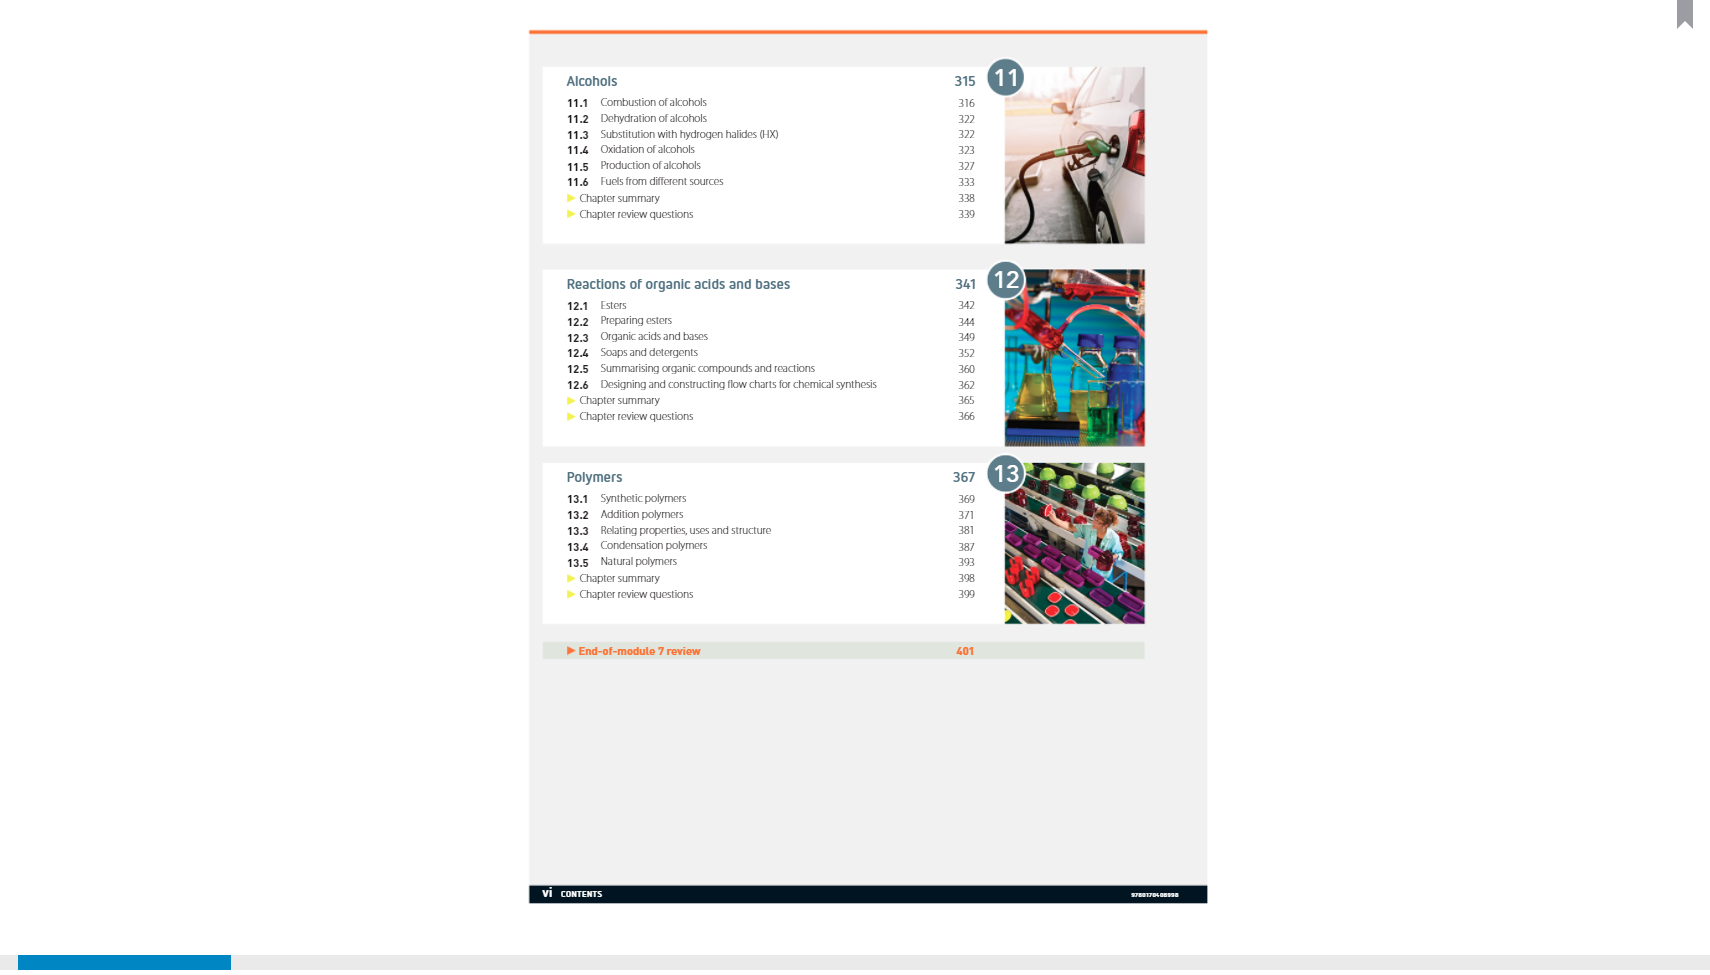 Alcohols 315 11
11.1 Combustion of alcohols 316
11.2 Dehydration of alcohols 322
11.3 Substitution with hydrogen halides (HX) 322
11.4 Oxidation of alcohols 323
11.5 Production of alcohols 327
11.6 Fuels from different sources 333
▶ Chapter summary 338
▶ Chapter review questions 339
Reactions of organic acids and bases 341 12
12.1 Esters 342
12.2 Preparing esters 344
12.3 Organic acids and bases 349
12.4 Soaps and detergents 352
12.5 Summarising organic compounds and reactions 360
12.6 Designing and constructing flow charts for chemical synthesis 362
▶ Chapter summary 365
▶ Chapter review questions 366
Polymers 367 13
13.1 Synthetic polymers 369
13.2 Addition polymers 371
13.3 Relating properties, uses and structure 381
13.4 Condensation polymers 387
13.5 Natural polymers 393
▶ Chapter summary 398
▶ Chapter review questions 399
▶ End-of-module 7 review 401
vi CONTENTS 9780170408998